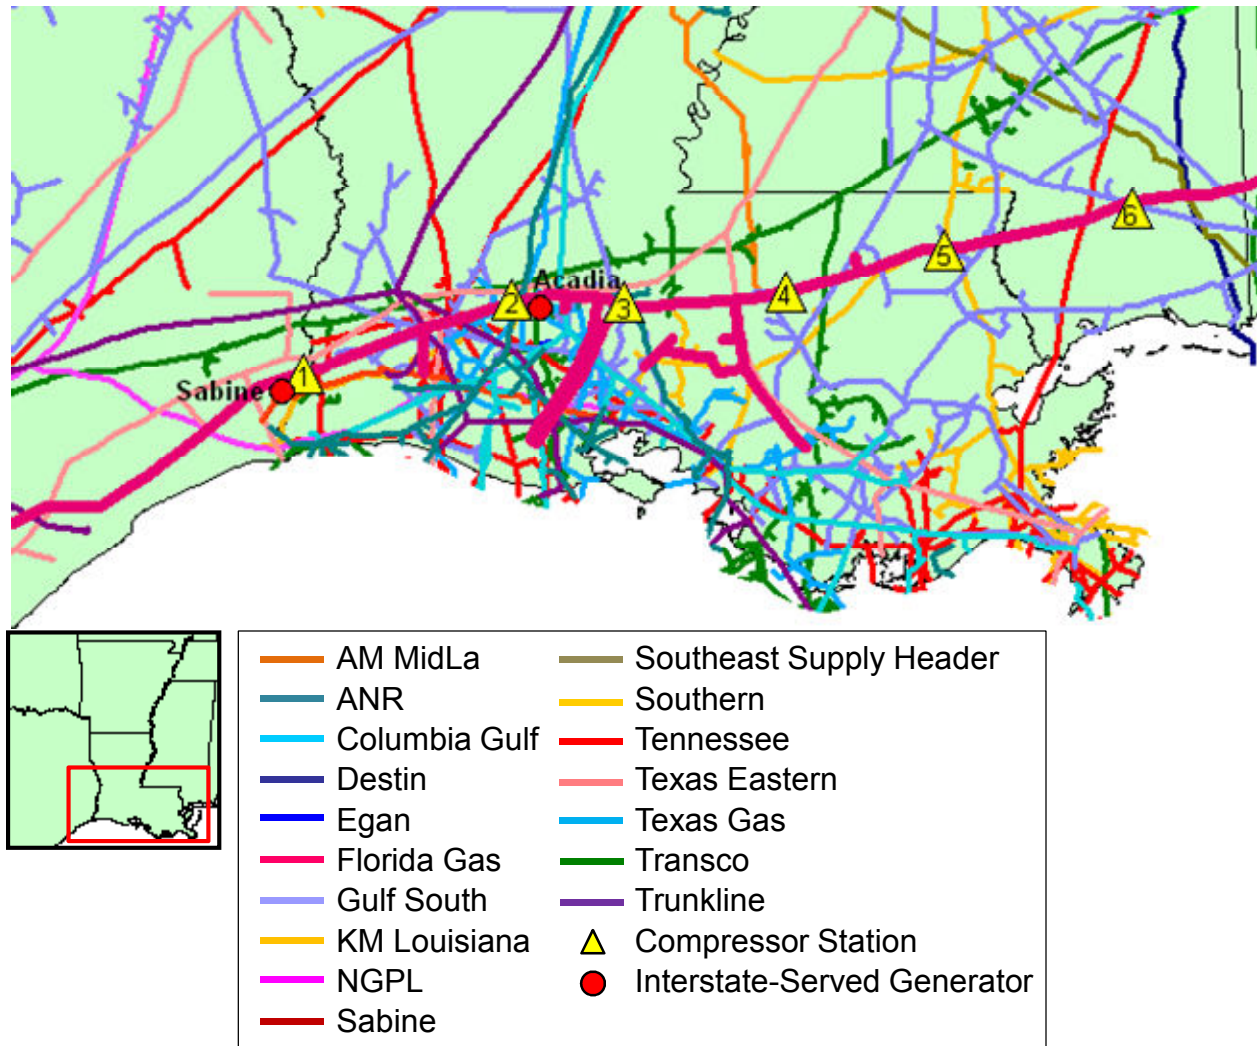 Acadia
2
3
4
5
6
1
Sabine
AM MidLa
ANR
Columbia Gulf
Destin
Egan
Florida Gas
Gulf South
KM Louisiana
NGPL
Sabine
Southeast Supply Header
Southern
Tennessee
Texas Eastern
Texas Gas
Transco
Trunkline
Compressor Station
Interstate-Served Generator